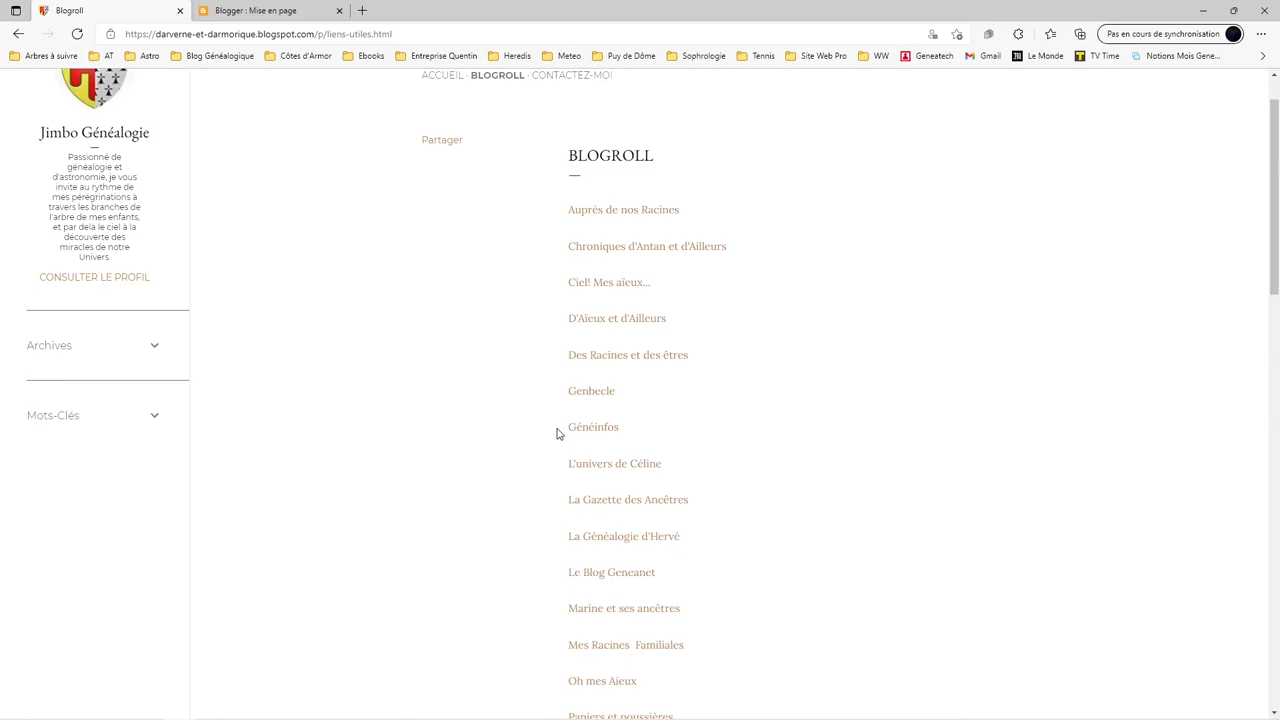 Blogroll
Blogger : Mise en page
https://darverne-et-darmorique.blogspot.com/p/liens-utiles.html
Pas en cours de synchronisation
Arbres à suivre
AT
Astro
Blog Généalogique
Côtes d'Armor
Ebooks
Entreprise Quentin
Heredis
Meteo
Puy de Dôme
Sophrologie
Tennis
Site Web Pro
WW
Geneatech
Gmail
Le Monde
TV Time
Notions Mois Gene...
ACCUEIL · BLOGROLL · CONTACTEZ-MOI
Jimbo Généalogie
Passionné de
généalogie et
d'astronomie, je vous
invite au rythme de
mes pérégrinations à
travers les branches de
l'arbre de mes enfants,
et par delà le ciel à la
découverte des
miracles de notre
Univers.
CONSULTER LE PROFIL
Archives
Mots-Clés
Partager
BLOGROLL
Auprès de nos Racines
Chroniques d'Antan et d'Ailleurs
Ciel! Mes aïeux...
D'Aïeux et d'Ailleurs
Des Racines et des êtres
Genbecle
Généinfos
L'univers de Céline
La Gazette des Ancêtres
La Généalogie d'Hervé
Le Blog Geneanet
Marine et ses ancêtres
Mes Racines  Familiales
Oh mes Aieux
Papiers et poussières